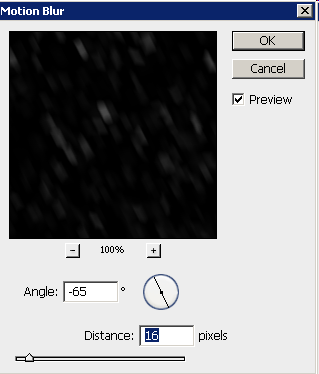 Motion Blur
OK
Cancel
Preview
- 100% +
Angle: -65 °
Distance: 16 pixels